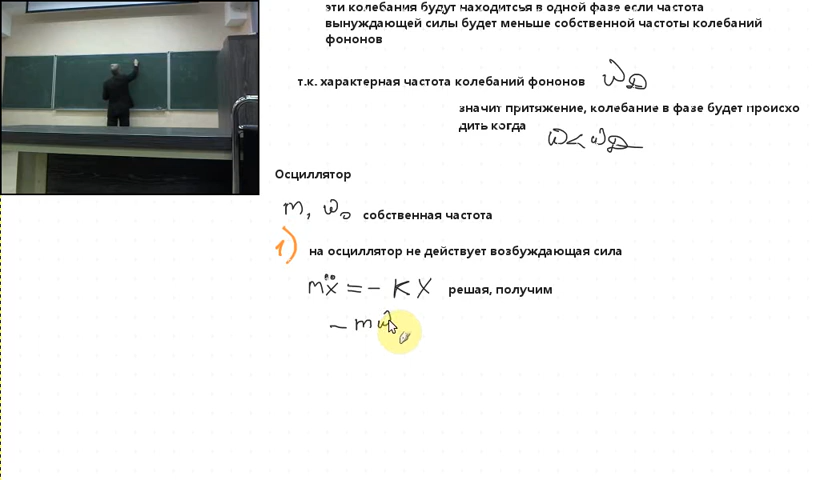 эти колебания будут находиться в одной фазе если частота
вынуждающей силы будет меньше собственной частоты колебаний
фононов
т.к. характерная частота колебаний фононов ω_D
значит притяжение, колебание в фазе будет происхо
дить когда ω<ω_D
Осциллятор
m, ω₀ собственная частота
1) на осциллятор не действует возбуждающая сила
mẍ = - Kx решая, получим
- mω₀